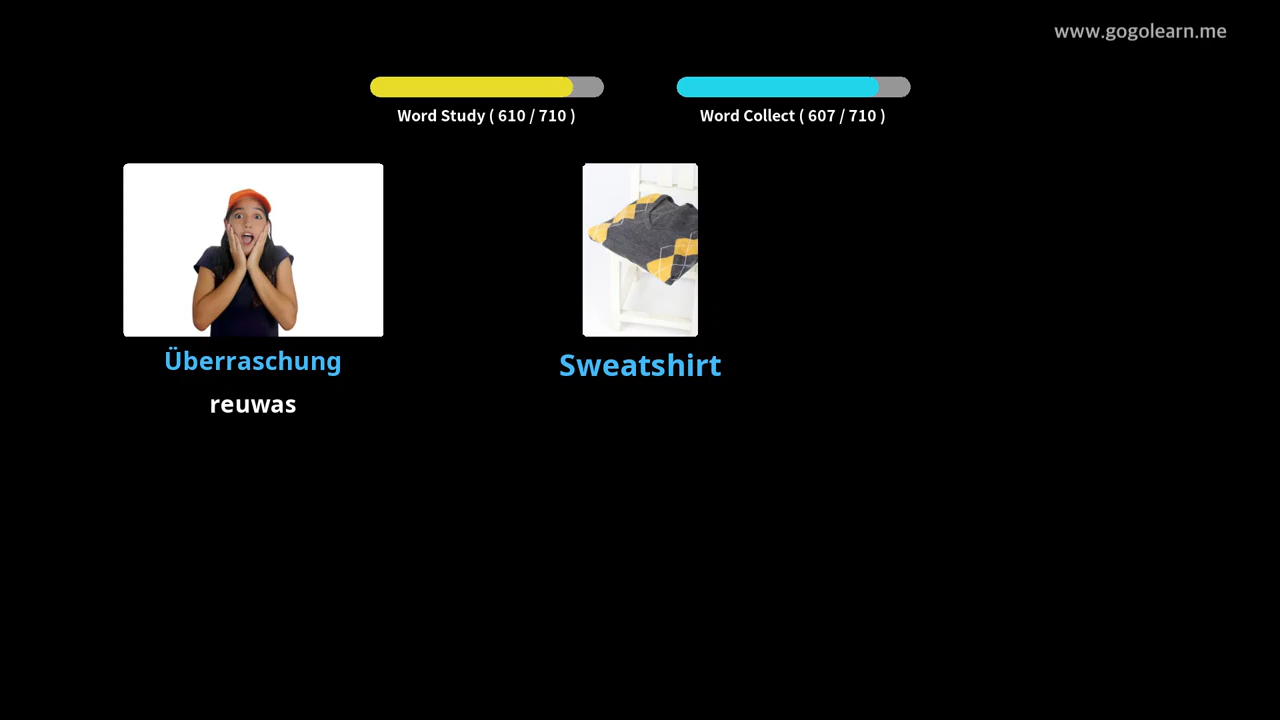 www.gogolearn.me
Word Study ( 610 / 710 )
Word Collect ( 607 / 710 )
Überraschung
reuwas
Sweatshirt